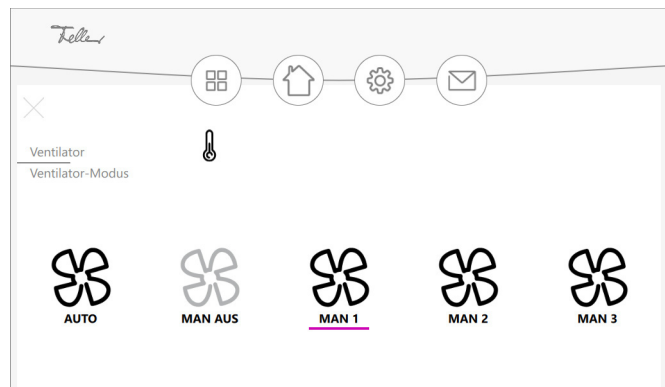 Feller
Ventilator
Ventilator-Modus
AUTO
MAN AUS
MAN 1
MAN 2
MAN 3